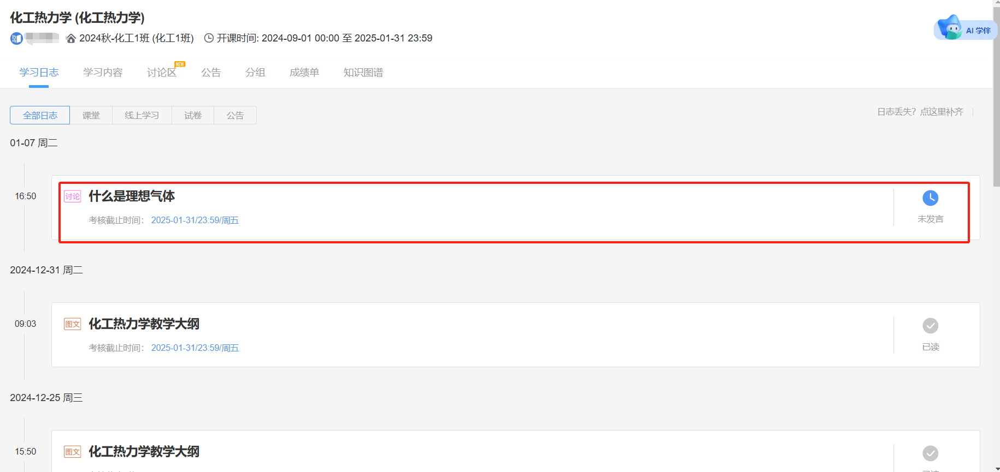 化工热力学 (化工热力学)
2024秋-化工1班 (化工1班) 开课时间: 2024-09-01 00:00 至 2025-01-31 23:59
AI 学伴
学习日志 学习内容 讨论区 NEW 公告 分组 成绩单 知识图谱
全部日志 课堂 线上学习 试卷 公告
日志丢失? 点这里补齐
01-07 周二
16:50
讨论 什么是理想气体
考核截止时间： 2025-01-31/23:59/周五
未发言
2024-12-31 周二
09:03
图文 化工热力学教学大纲
考核截止时间： 2025-01-31/23:59/周五
已读
2024-12-25 周三
15:50
图文 化工热力学教学大纲